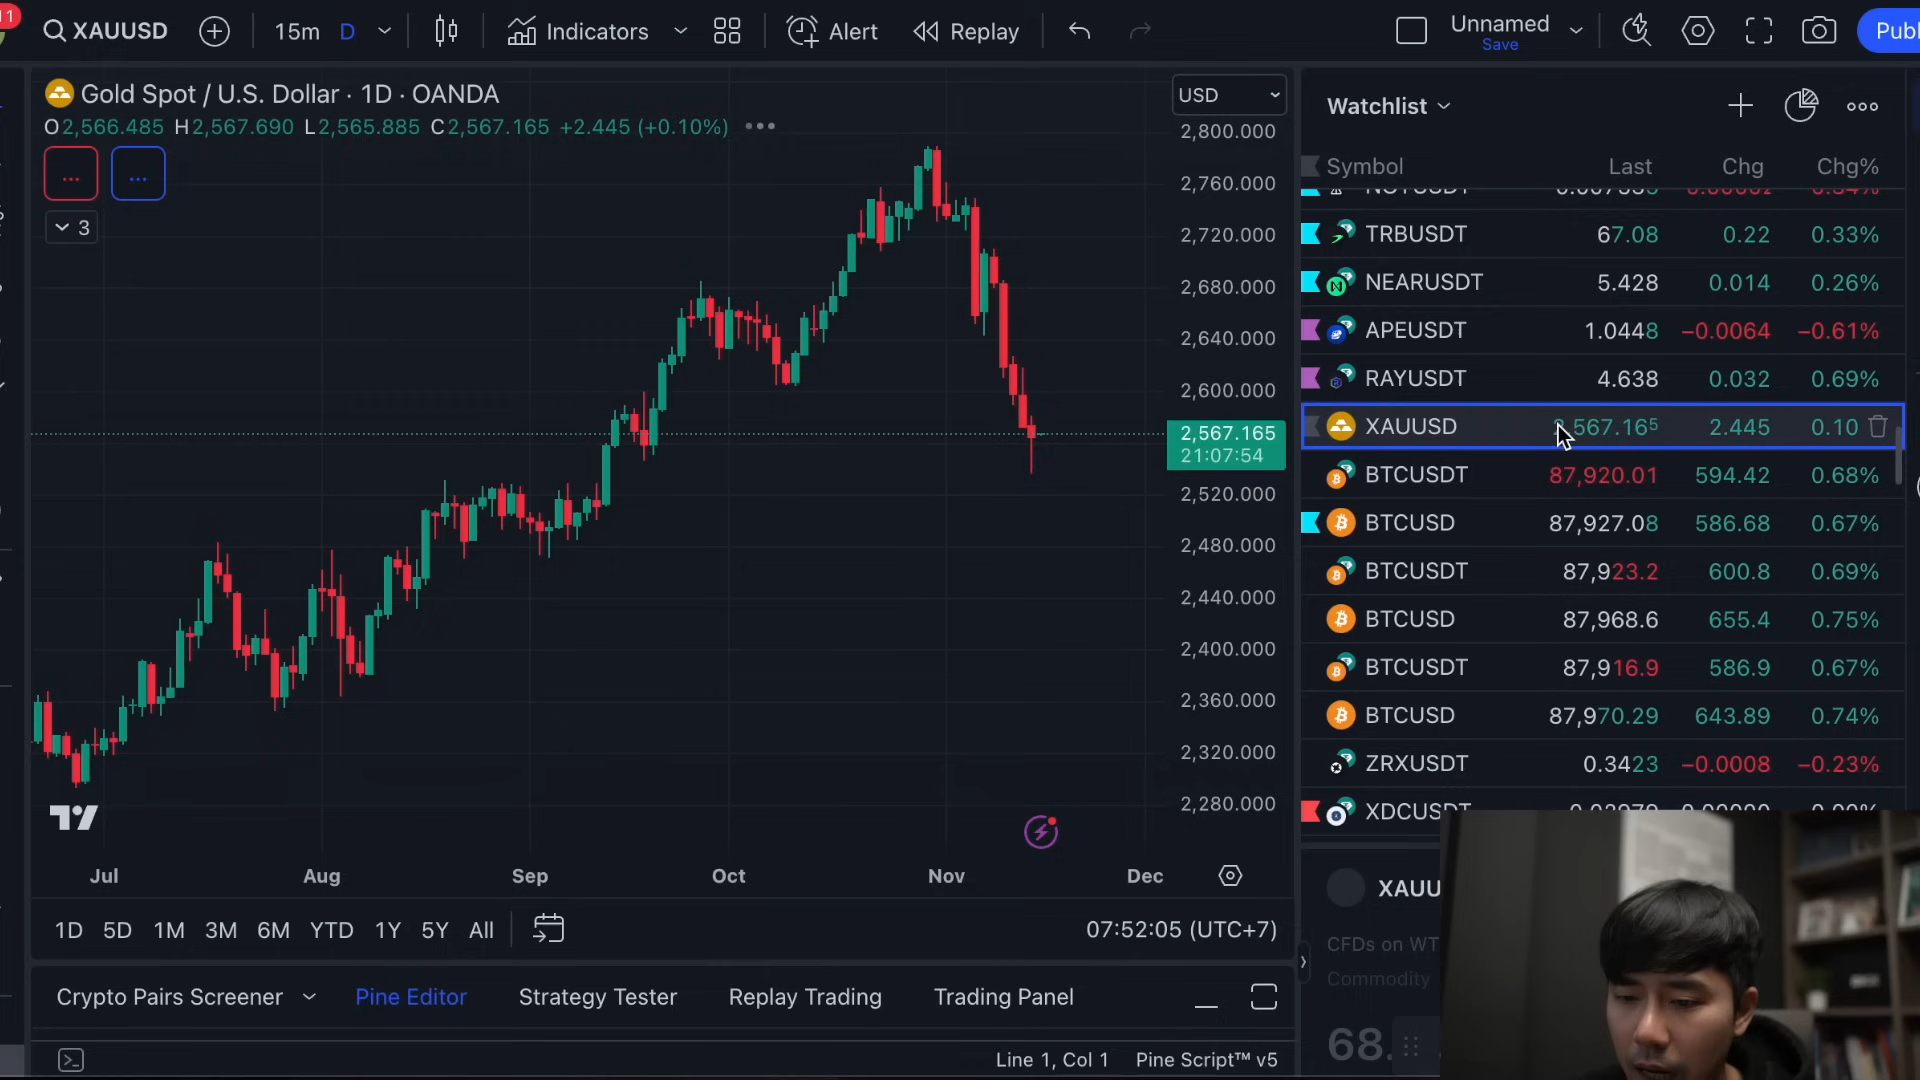 11
XAUUSD
15m D
Indicators
Alert
Replay
Unnamed
Save
Publ
Gold Spot / U.S. Dollar · 1D · OANDA
O2,566.485 H2,567.690 L2,565.885 C2,567.165 +2.445 (+0.10%)
3
USD
2,800.000
2,760.000
2,720.000
2,680.000
2,640.000
2,600.000
2,567.165
21:07:54
2,520.000
2,480.000
2,440.000
2,400.000
2,360.000
2,320.000
2,280.000
Jul Aug Sep Oct Nov Dec
1D 5D 1M 3M 6M YTD 1Y 5Y All
07:52:05 (UTC+7)
Crypto Pairs Screener Pine Editor Strategy Tester Replay Trading Trading Panel
Line 1, Col 1 Pine Script™ v5
Watchlist
Symbol Last Chg Chg%
TRBUSDT 67.08 0.22 0.33%
NEARUSDT 5.428 0.014 0.26%
APEUSDT 1.0448 −0.0064 −0.61%
RAYUSDT 4.638 0.032 0.69%
XAUUSD 2,567.165 2.445 0.10
BTCUSDT 87,920.01 594.42 0.68%
BTCUSD 87,927.08 586.68 0.67%
BTCUSDT 87,923.2 600.8 0.69%
BTCUSD 87,968.6 655.4 0.75%
BTCUSDT 87,916.9 586.9 0.67%
BTCUSD 87,970.29 643.89 0.74%
ZRXUSDT 0.3423 −0.0008 −0.23%
XDCUSDT
XAUU
CFDs on WT
Commodity
68.